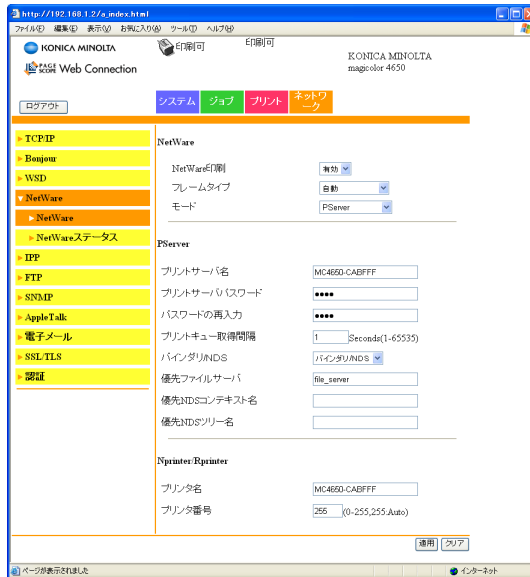 http://192.168.1.2/a_index.html
ファイル(F) 編集(E) 表示(V) お気に入り(A) ツール(T) ヘルプ(H)
KONICA MINOLTA
印刷可
印刷可
KONICA MINOLTA
magicolor 4650
PAGE SCOPE Web Connection
ログアウト
システム ジョブ プリント ネットワーク
TCP/IP
Bonjour
WSD
NetWare
NetWare
NetWareステータス
IPP
FTP
SNMP
AppleTalk
電子メール
SSL/TLS
認証
NetWare
NetWare印刷 有効
フレームタイプ 自動
モード PServer
PServer
プリントサーバ名 MC4650-CABFFF
プリントサーバパスワード ●●●●
パスワードの再入力 ●●●●
プリントキュー取得間隔 1 Seconds(1-65535)
バインダリ/NDS バインダリ/NDS
優先ファイルサーバ file_server
優先NDSコンテキスト名
優先NDSツリー名
Nprinter/Rprinter
プリンタ名 MC4650-CABFFF
プリンタ番号 255 (0-255,255:Auto)
適用 クリア
ページが表示されました インターネット